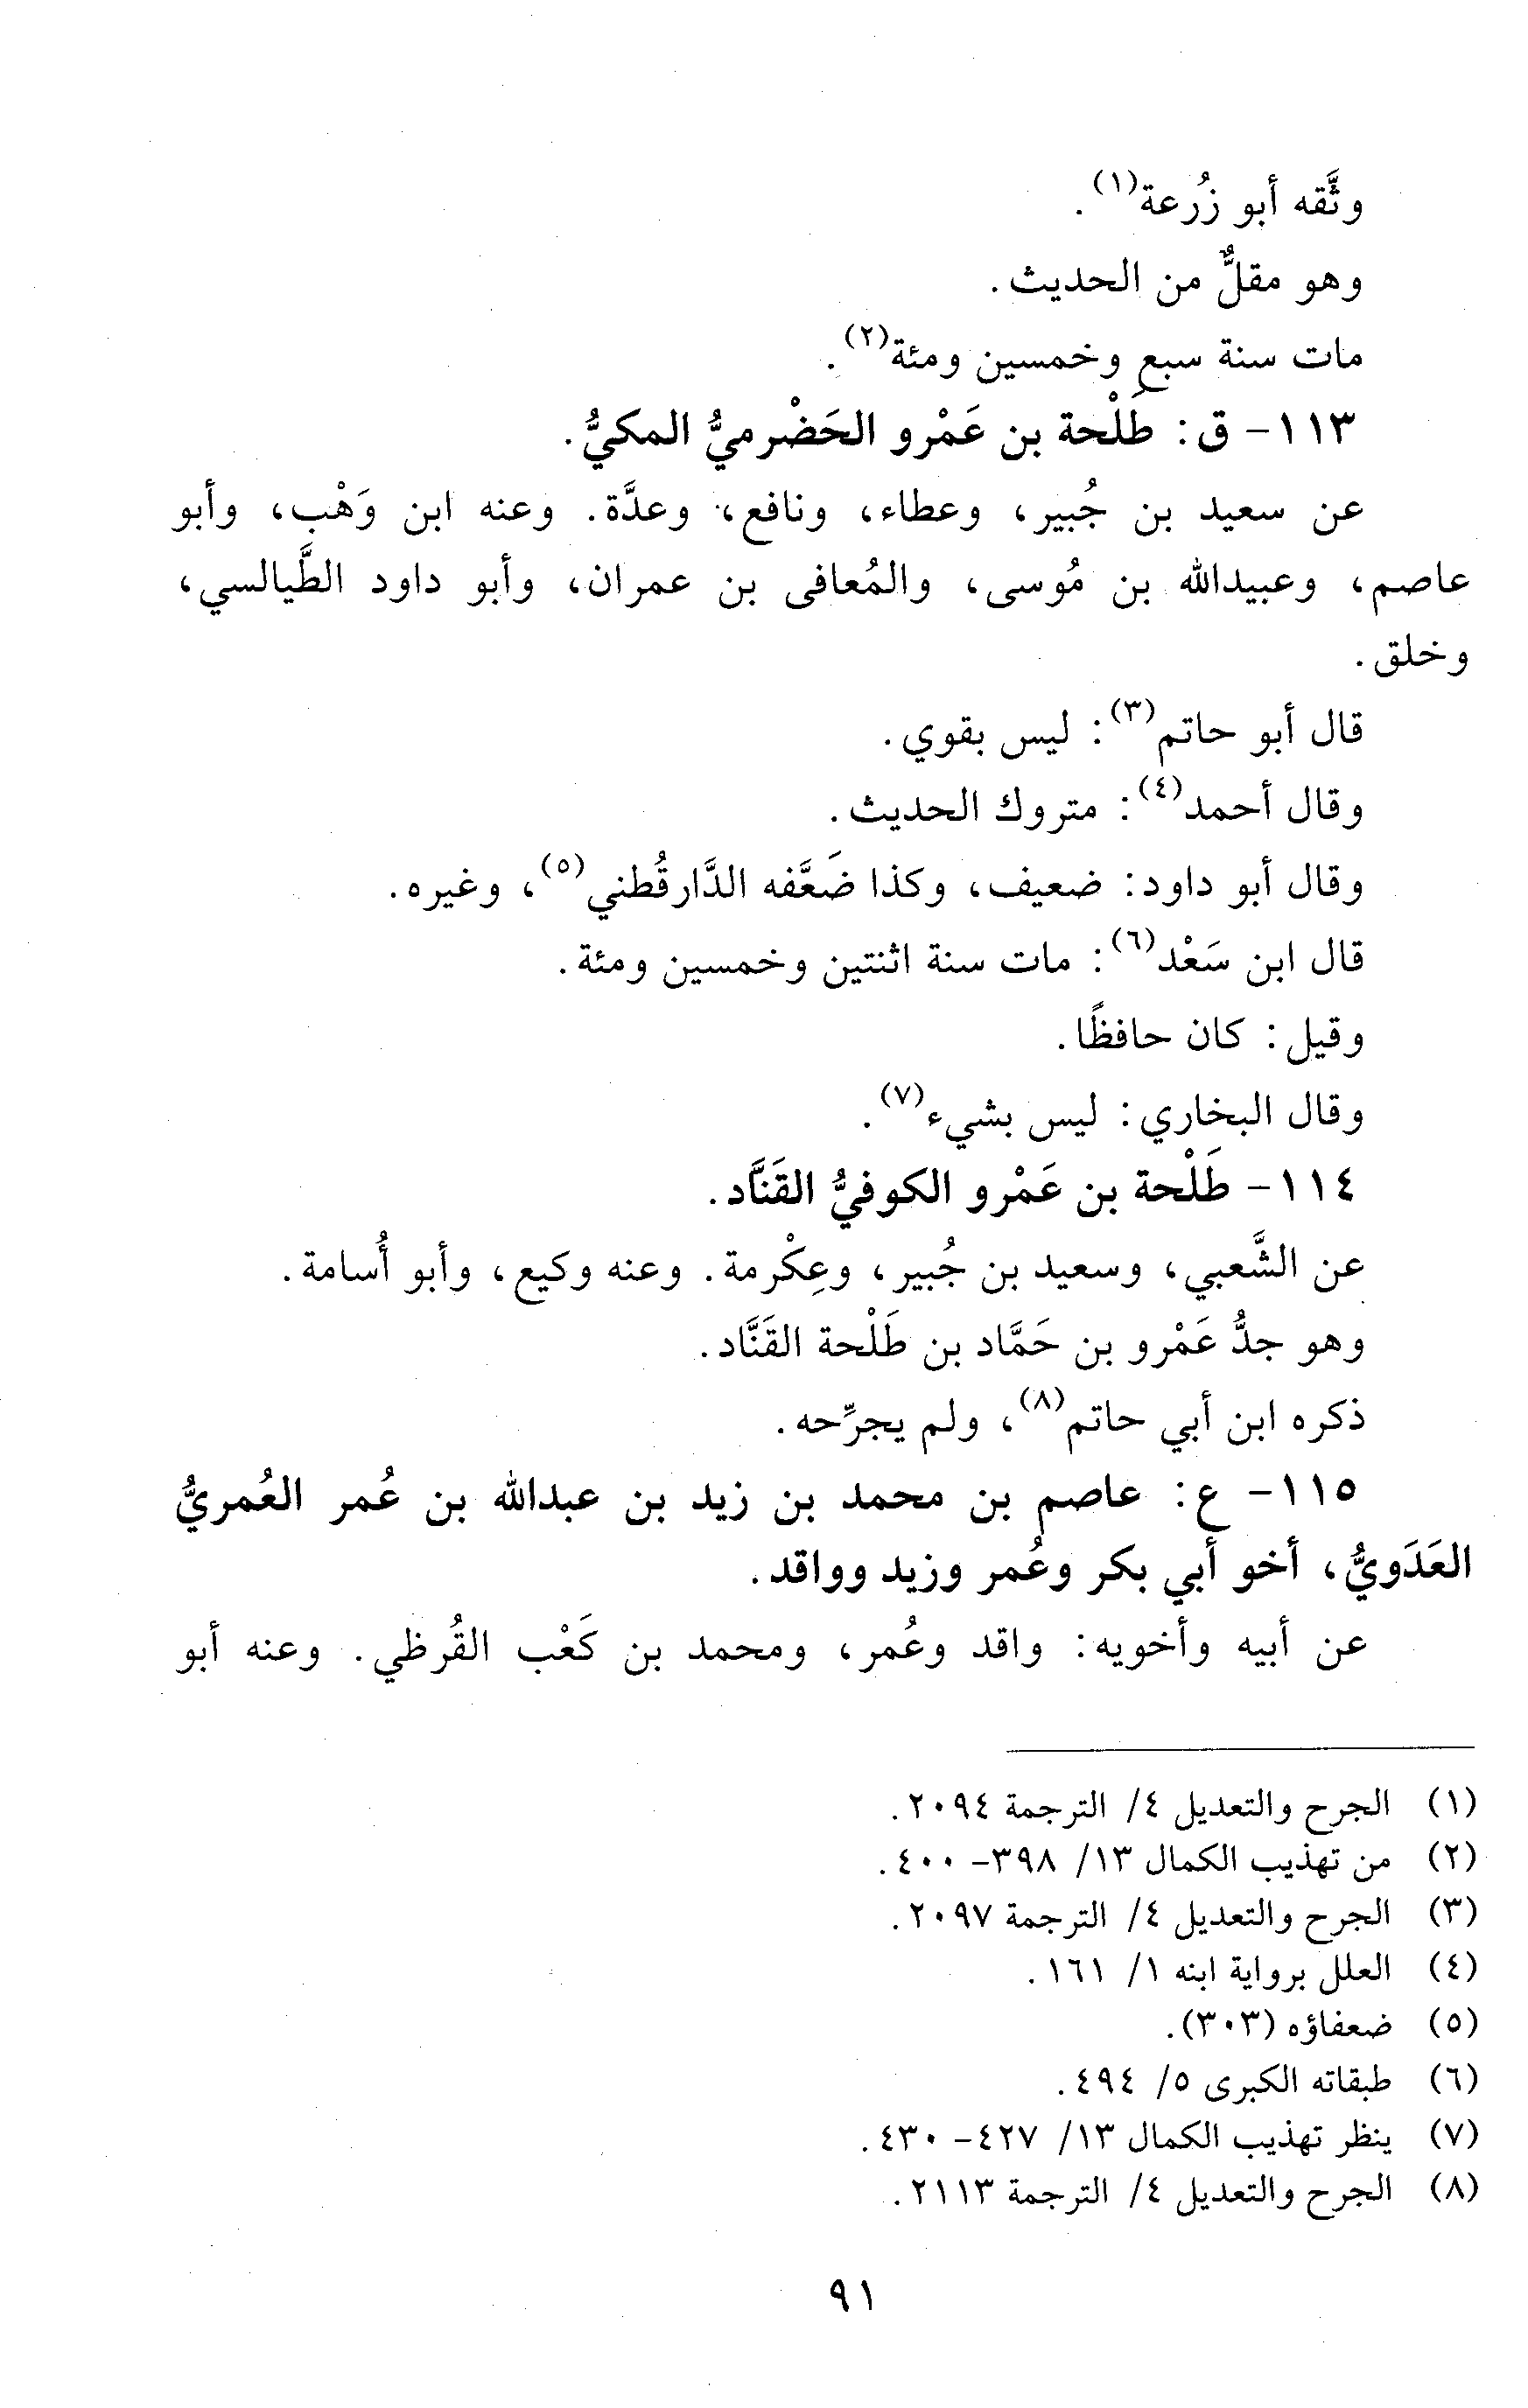 وثَّقه أبو زُرعة(١).
وهو مقلٌّ من الحديث.
مات سنة سبع وخمسين ومئة(٢).
١١٣- ق: طَلْحة بن عَمْرو الحَضْرميُّ المكيُّ.
عن سعيد بن جُبير، وعطاء، ونافع، وعدَّة. وعنه ابن وَهْب، وأبو
عاصم، وعبيدالله بن مُوسى، والمُعافى بن عمران، وأبو داود الطَّيالسي،
وخلق.
قال أبو حاتم(٣): ليس بقوي.
وقال أحمد(٤): متروك الحديث.
وقال أبو داود: ضعيف، وكذا ضَعَّفه الدَّارقُطني(٥)، وغيره.
قال ابن سَعْد(٦): مات سنة اثنتين وخمسين ومئة.
وقيل: كان حافظًا.
وقال البخاري: ليس بشيء(٧).
١١٤- طَلْحة بن عَمْرو الكوفيُّ القَنَّاد.
عن الشَّعبي، وسعيد بن جُبير، وعِكْرمة. وعنه وكيع، وأبو أُسامة.
وهو جدُّ عَمْرو بن حَمَّاد بن طَلْحة القَنَّاد.
ذكره ابن أبي حاتم(٨)، ولم يجرِّحه.
١١٥- ع: عاصم بن محمد بن زيد بن عبدالله بن عُمر العُمريُّ
العَدَويُّ، أخو أبي بكر وعُمر وزيد وواقد.
عن أبيه وأخويه: واقد وعُمر، ومحمد بن كَعْب القُرظي. وعنه أبو
(١) الجرح والتعديل ٤/ الترجمة ٢٠٩٤.
(٢) من تهذيب الكمال ١٣/ ٣٩٨- ٤٠٠.
(٣) الجرح والتعديل ٤/ الترجمة ٢٠٩٧.
(٤) العلل برواية ابنه ١/ ١٦١.
(٥) ضعفاؤه (٣٠٣).
(٦) طبقاته الكبرى ٥/ ٤٩٤.
(٧) ينظر تهذيب الكمال ١٣/ ٤٢٧- ٤٣٠.
(٨) الجرح والتعديل ٤/ الترجمة ٢١١٣.
٩١